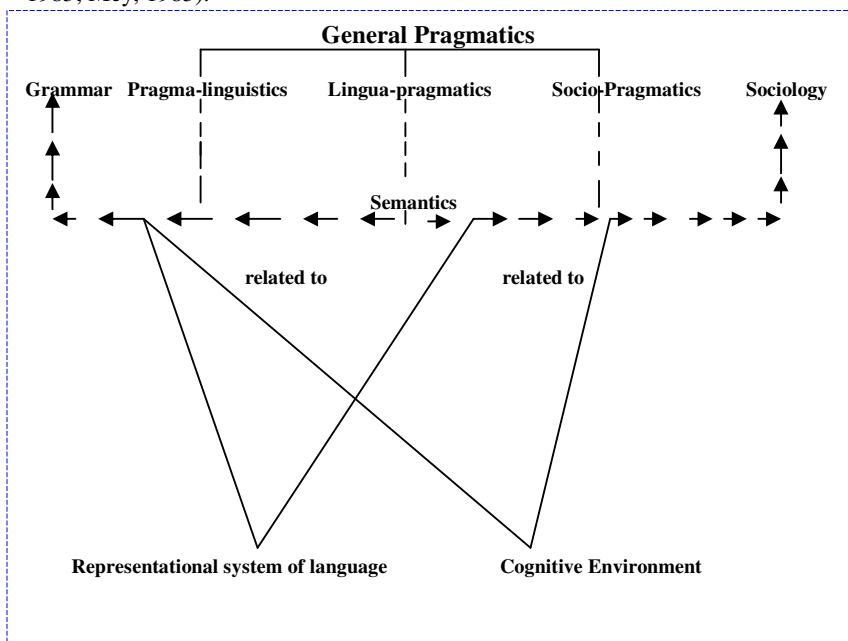 General Pragmatics
Grammar Pragma-linguistics Lingua-pragmatics Socio-Pragmatics Sociology
Semantics
related to related to
Representational system of language Cognitive Environment